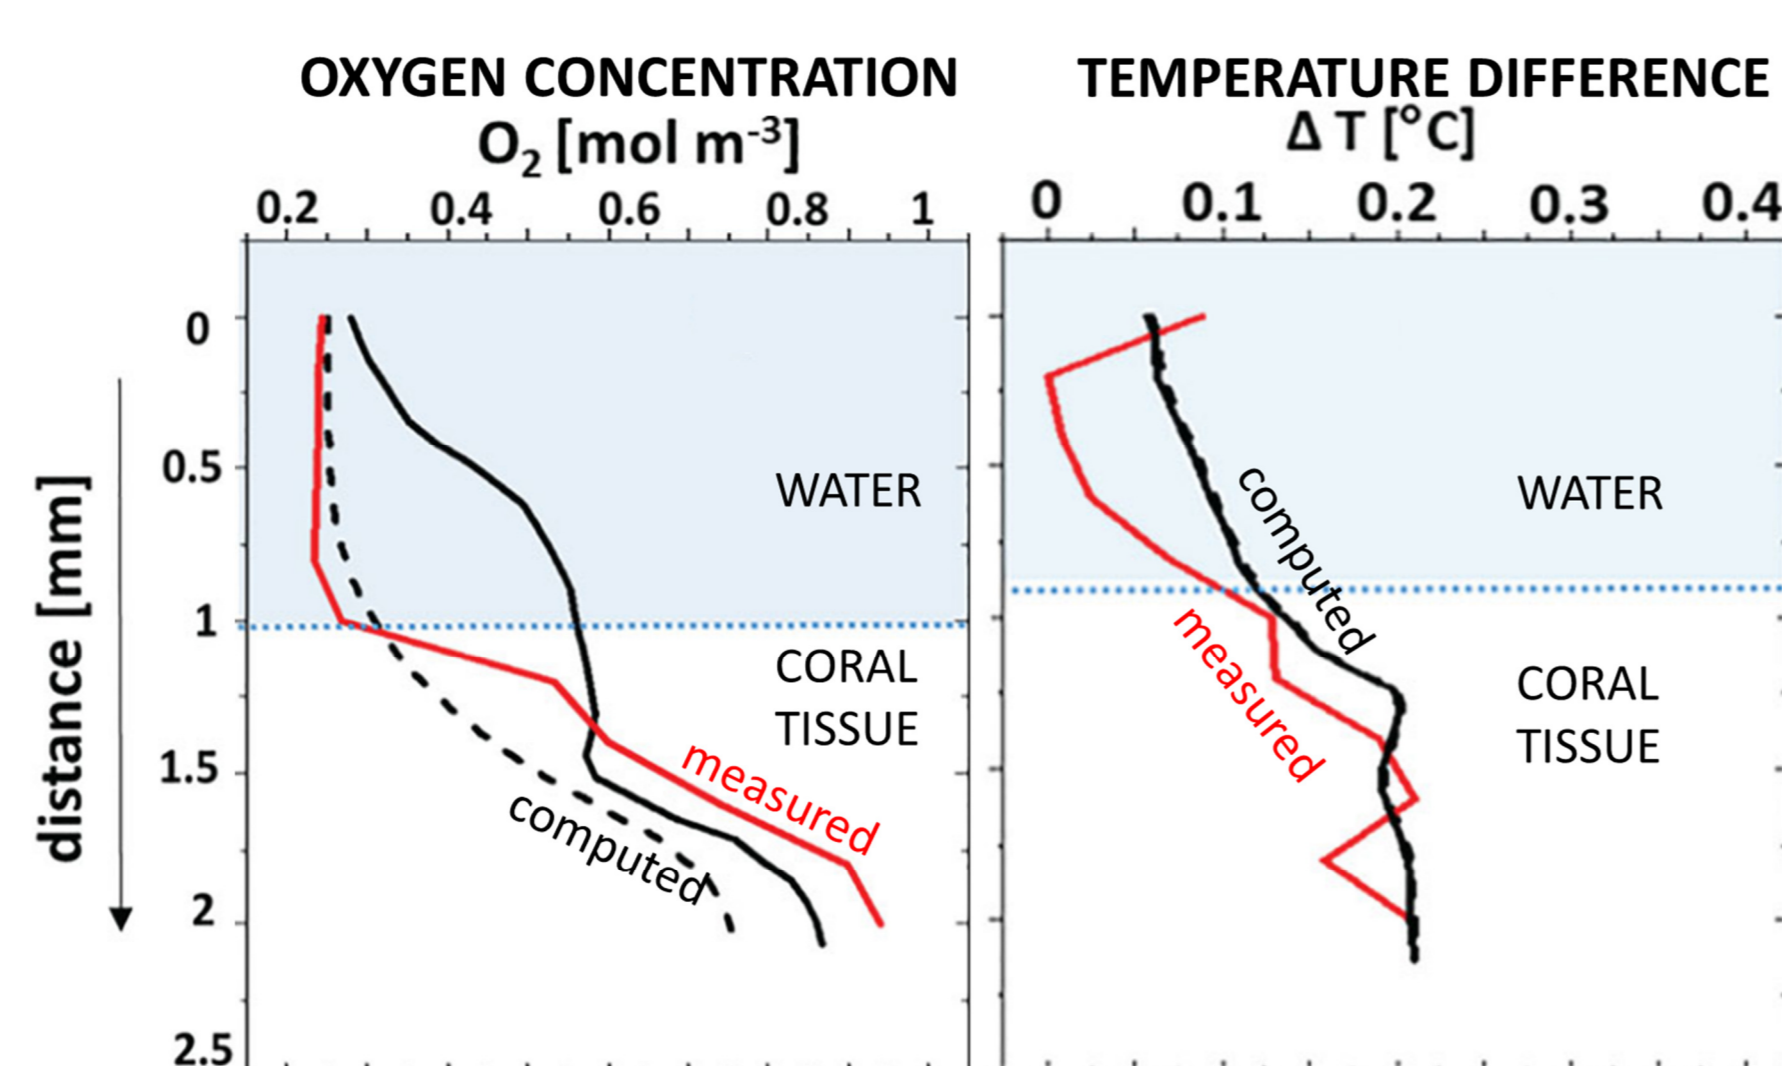 OXYGEN CONCENTRATION
O₂ [mol m⁻³]
0.2 0.4 0.6 0.8 1
distance [mm]
0
0.5
1
1.5
2
2.5
WATER
CORAL
TISSUE
measured
computed
TEMPERATURE DIFFERENCE
Δ T [°C]
0 0.1 0.2 0.3 0.4
WATER
computed
measured
CORAL
TISSUE